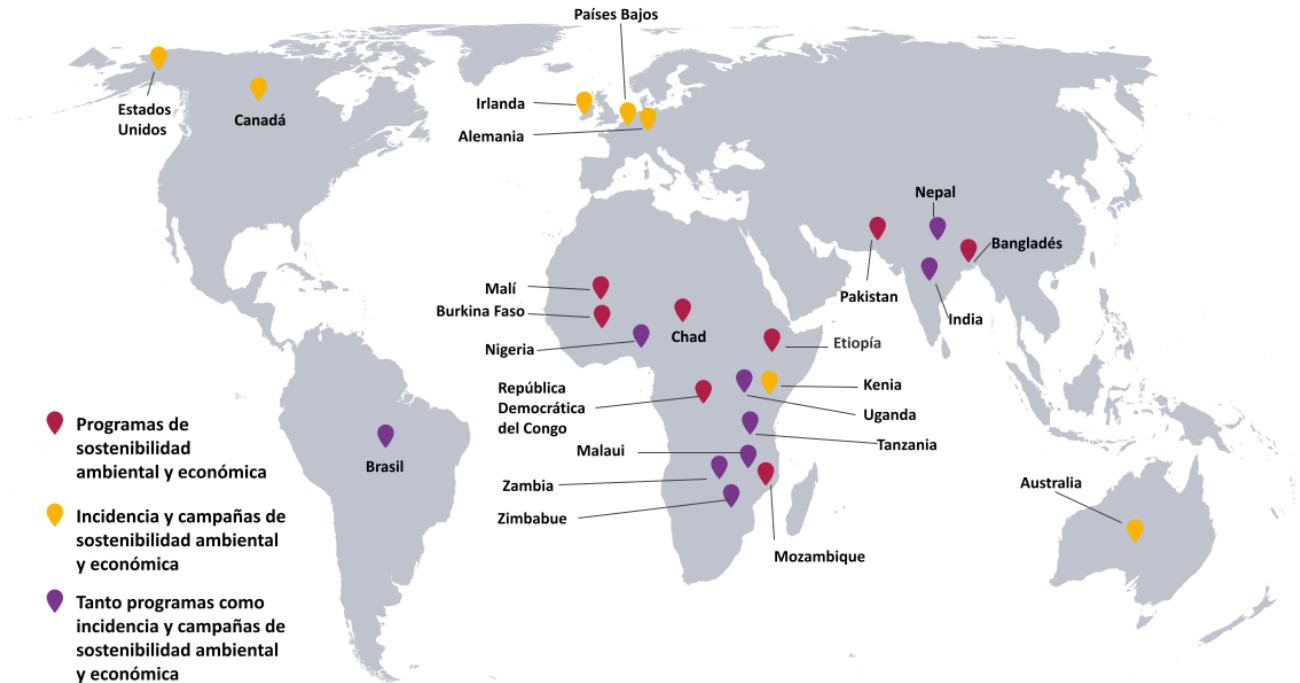 Países Bajos
Estados
Unidos
Canadá
Irlanda
Alemania
Nepal
Bangladés
Pakistan
India
Malí
Burkina Faso
Nigeria
Chad
Etiopía
República
Democrática
del Congo
Kenia
Uganda
Tanzania
Malaui
Zambia
Zimbabue
Mozambique
Brasil
Australia
Programas de
sostenibilidad
ambiental y económica
Incidencia y campañas de
sostenibilidad ambiental
y económica
Tanto programas como
incidencia y campañas de
sostenibilidad ambiental
y económica